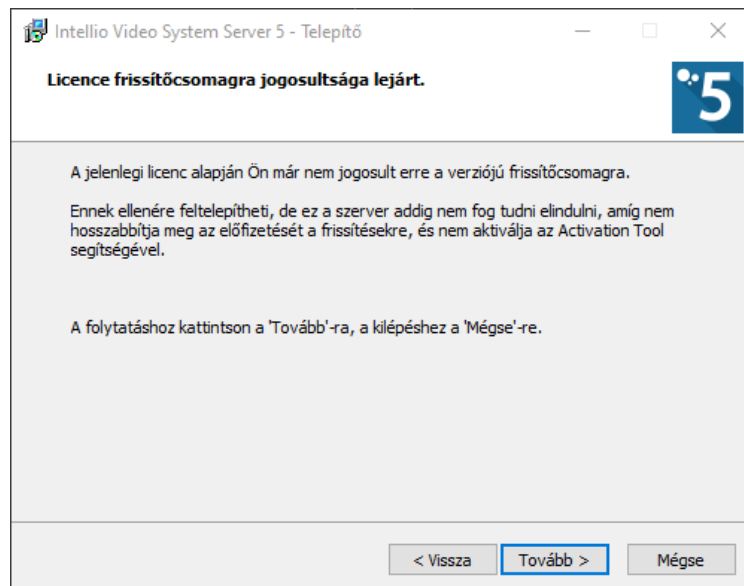 Intellio Video System Server 5 - Telepítő
Licence frissítőcsomagra jogosultsága lejárt.
5
A jelenlegi licenc alapján Ön már nem jogosult erre a verziójú frissítőcsomagra.
Ennek ellenére feltelepítheti, de ez a szerver addig nem fog tudni elindulni, amíg nem
hosszabbítja meg az előfizetését a frissítésekre, és nem aktiválja az Activation Tool
segítségével.
A folytatáshoz kattintson a 'Tovább'-ra, a kilépéshez a 'Mégse'-re.
< Vissza
Tovább >
Mégse